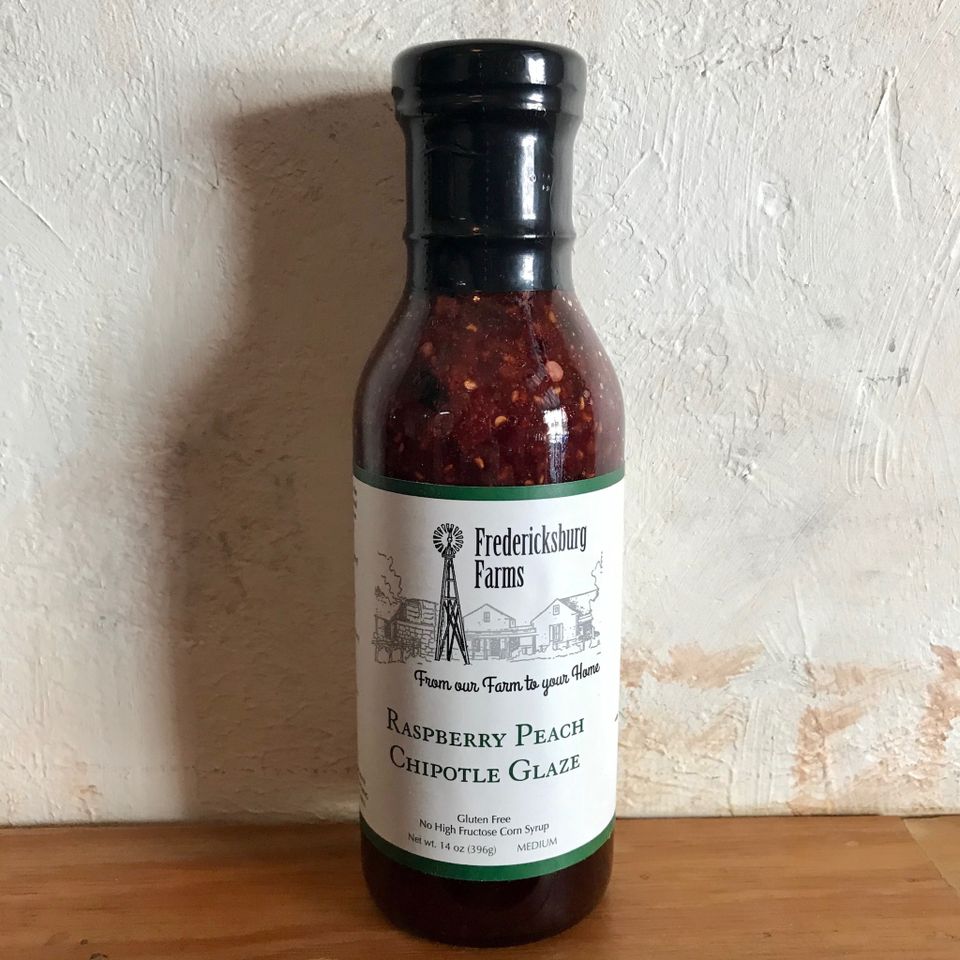 Fredericksburg
Farms
From our Farm to your Home
RASPBERRY PEACH
CHIPOTLE GLAZE
Gluten Free
No High Fructose Corn Syrup
Net wt. 14 oz (396g) MEDIUM